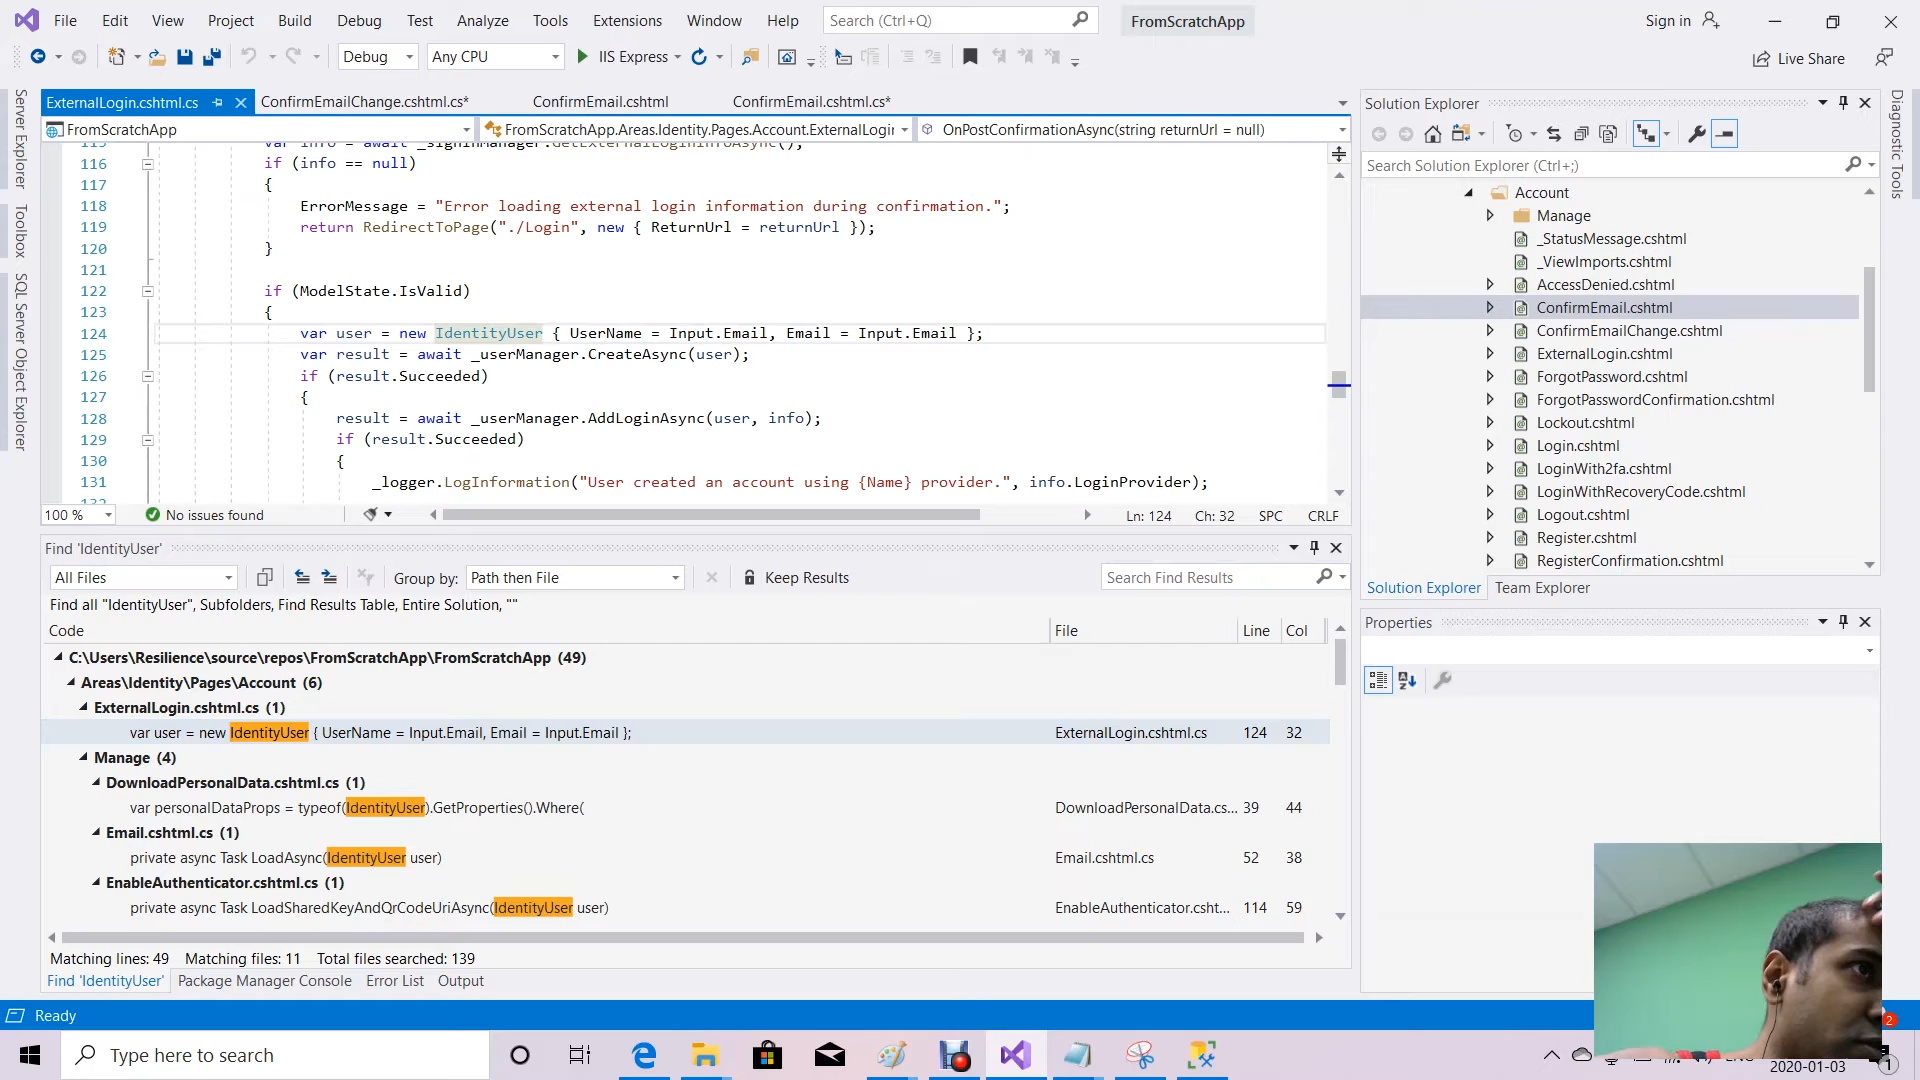 File Edit View Project Build Debug Test Analyze Tools Extensions Window Help Search (Ctrl+Q) FromScratchApp Sign in
Debug Any CPU IIS Express Live Share
Server Explorer
Toolbox
SQL Server Object Explorer
ExternalLogin.cshtml.cs ConfirmEmailChange.cshtml.cs* ConfirmEmail.cshtml ConfirmEmail.cshtml.cs*
FromScratchApp FromScratchApp.Areas.Identity.Pages.Account.ExternalLogin OnPostConfirmationAsync(string returnUrl = null)
115 var info = await _signInManager.GetExternalLoginInfoAsync();
116 if (info == null)
117 {
118 ErrorMessage = "Error loading external login information during confirmation.";
119 return RedirectToPage("./Login", new { ReturnUrl = returnUrl });
120 }
121
122 if (ModelState.IsValid)
123 {
124 var user = new IdentityUser { UserName = Input.Email, Email = Input.Email };
125 var result = await _userManager.CreateAsync(user);
126 if (result.Succeeded)
127 {
128 result = await _userManager.AddLoginAsync(user, info);
129 if (result.Succeeded)
130 {
131 _logger.LogInformation("User created an account using {Name} provider.", info.LoginProvider);
132
100 % No issues found Ln: 124 Ch: 32 SPC CRLF
Find 'IdentityUser'
All Files Group by: Path then File Keep Results Search Find Results
Find all "IdentityUser", Subfolders, Find Results Table, Entire Solution, ""
Code File Line Col
C:\Users\Resilience\source\repos\FromScratchApp\FromScratchApp (49)
Areas\Identity\Pages\Account (6)
ExternalLogin.cshtml.cs (1)
var user = new IdentityUser { UserName = Input.Email, Email = Input.Email }; ExternalLogin.cshtml.cs 124 32
Manage (4)
DownloadPersonalData.cshtml.cs (1)
var personalDataProps = typeof(IdentityUser).GetProperties().Where( DownloadPersonalData.cs... 39 44
Email.cshtml.cs (1)
private async Task LoadAsync(IdentityUser user) Email.cshtml.cs 52 38
EnableAuthenticator.cshtml.cs (1)
private async Task LoadSharedKeyAndQrCodeUriAsync(IdentityUser user) EnableAuthenticator.csht... 114 59
Matching lines: 49 Matching files: 11 Total files searched: 139
Find 'IdentityUser' Package Manager Console Error List Output
Solution Explorer
Search Solution Explorer (Ctrl+;)
Account
Manage
_StatusMessage.cshtml
_ViewImports.cshtml
AccessDenied.cshtml
ConfirmEmail.cshtml
ConfirmEmailChange.cshtml
ExternalLogin.cshtml
ForgotPassword.cshtml
ForgotPasswordConfirmation.cshtml
Lockout.cshtml
Login.cshtml
LoginWith2fa.cshtml
LoginWithRecoveryCode.cshtml
Logout.cshtml
Register.cshtml
RegisterConfirmation.cshtml
Solution Explorer Team Explorer
Properties
Diagnostic Tools
Ready 2
Type here to search
2020-01-03 1